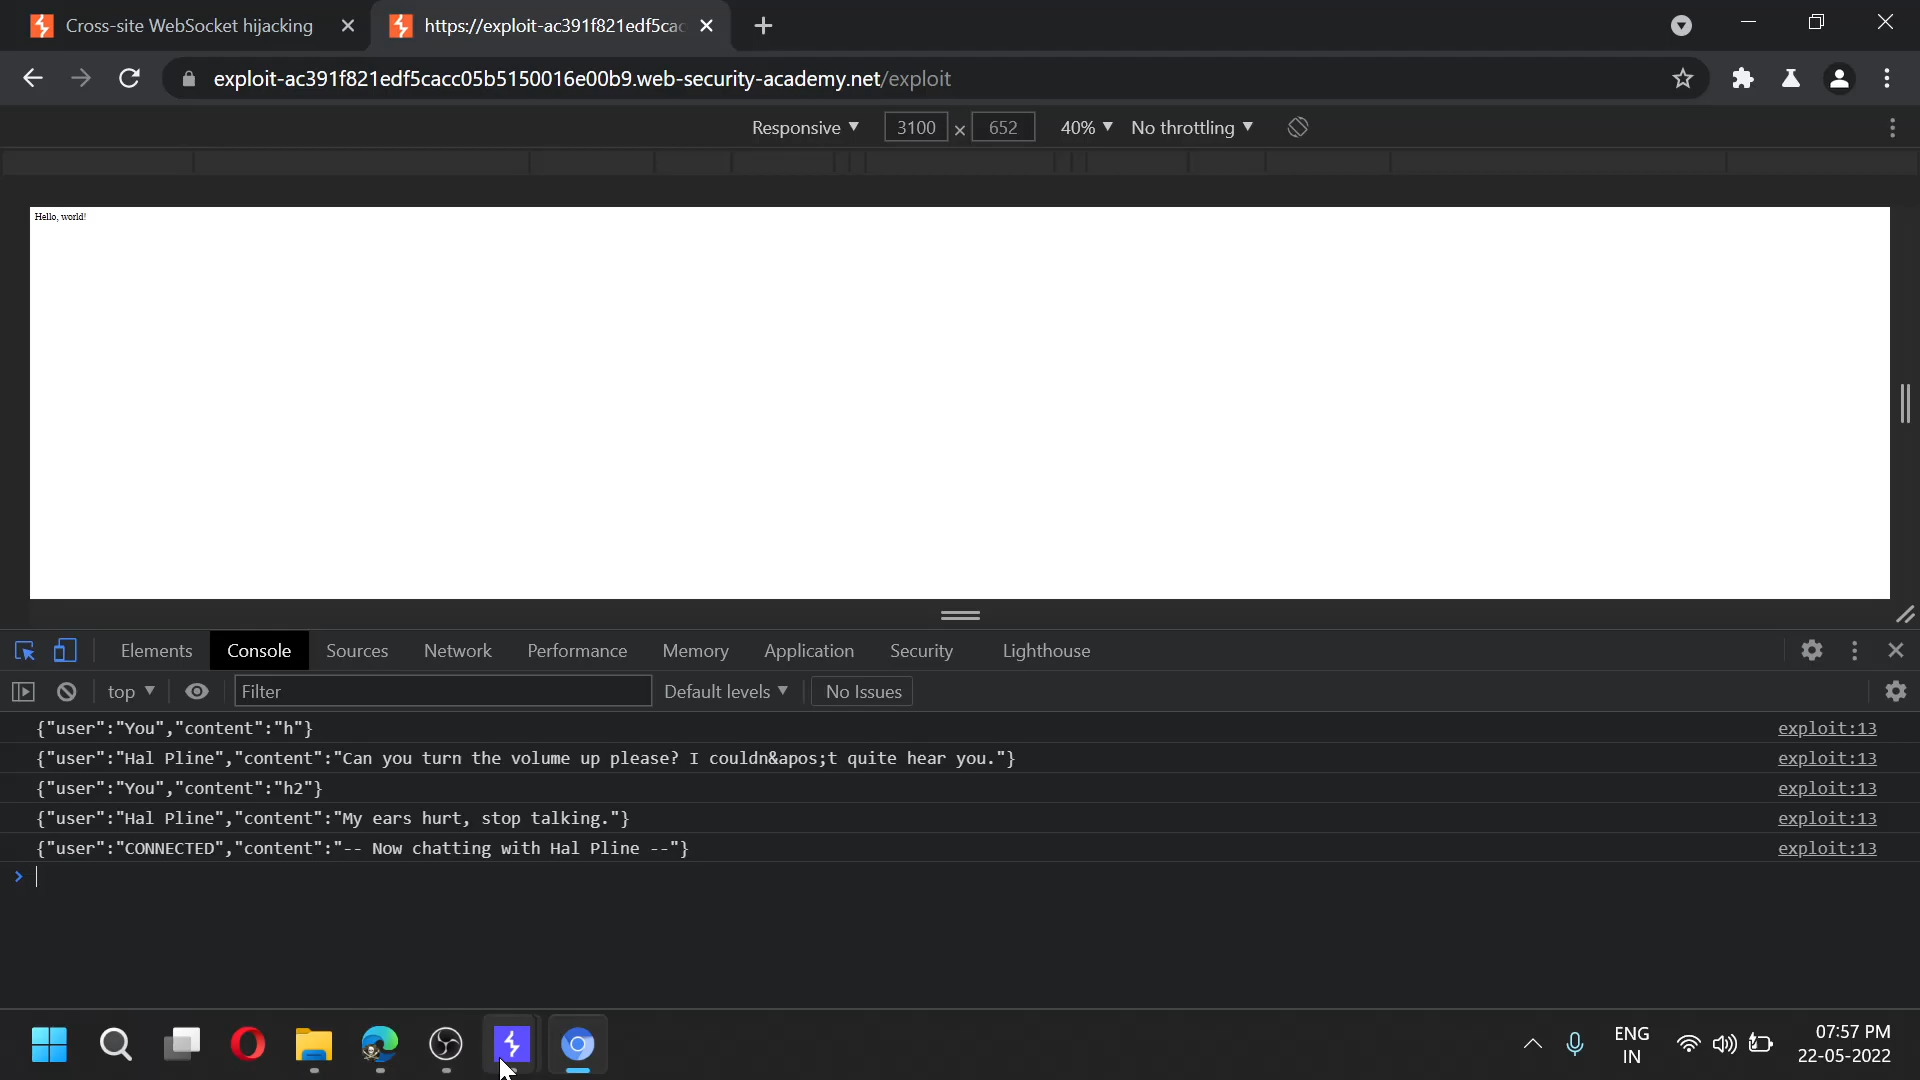 Cross-site WebSocket hijacking
https://exploit-ac391f821edf5cac
exploit-ac391f821edf5cacc05b5150016e00b9.web-security-academy.net/exploit
Responsive 3100 × 652 40% No throttling
Hello, world!
Elements Console Sources Network Performance Memory Application Security Lighthouse
top Filter Default levels No Issues
{"user":"You","content":"h"} exploit:13
{"user":"Hal Pline","content":"Can you turn the volume up please? I couldn&apos;t quite hear you."} exploit:13
{"user":"You","content":"h2"} exploit:13
{"user":"Hal Pline","content":"My ears hurt, stop talking."} exploit:13
{"user":"CONNECTED","content":"-- Now chatting with Hal Pline --"} exploit:13
ENG 07:57 PM
IN 22-05-2022